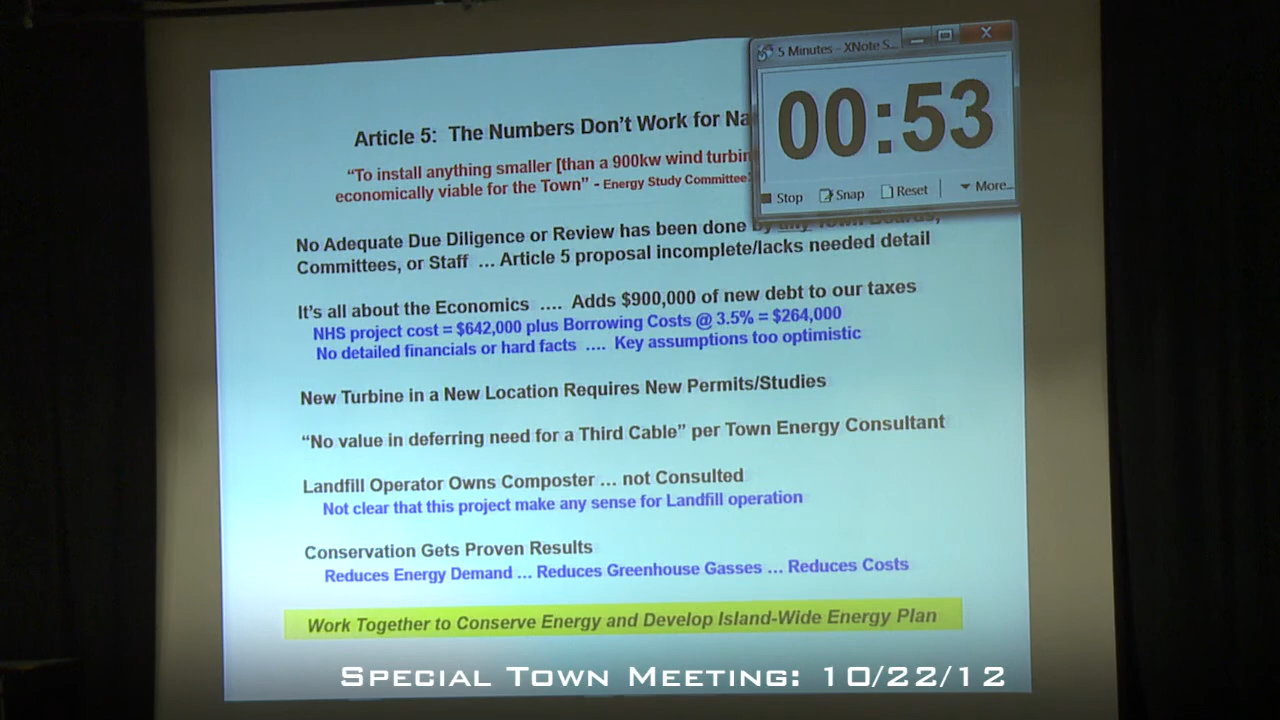 5 Minutes - XNote S...
00:53
Stop Snap Reset More...
Article 5: The Numbers Don't Work for Na
"To install anything smaller [than a 900kw wind turbin
economically viable for the Town" - Energy Study Committee
No Adequate Due Diligence or Review has been done by any Town Boards,
Committees, or Staff ... Article 5 proposal incomplete/lacks needed detail
It's all about the Economics .... Adds $900,000 of new debt to our taxes
NHS project cost = $642,000 plus Borrowing Costs @ 3.5% = $264,000
No detailed financials or hard facts .... Key assumptions too optimistic
New Turbine in a New Location Requires New Permits/Studies
"No value in deferring need for a Third Cable" per Town Energy Consultant
Landfill Operator Owns Composter ... not Consulted
Not clear that this project make any sense for Landfill operation
Conservation Gets Proven Results
Reduces Energy Demand ... Reduces Greenhouse Gasses ... Reduces Costs
Work Together to Conserve Energy and Develop Island-Wide Energy Plan
Special Town Meeting: 10/22/12